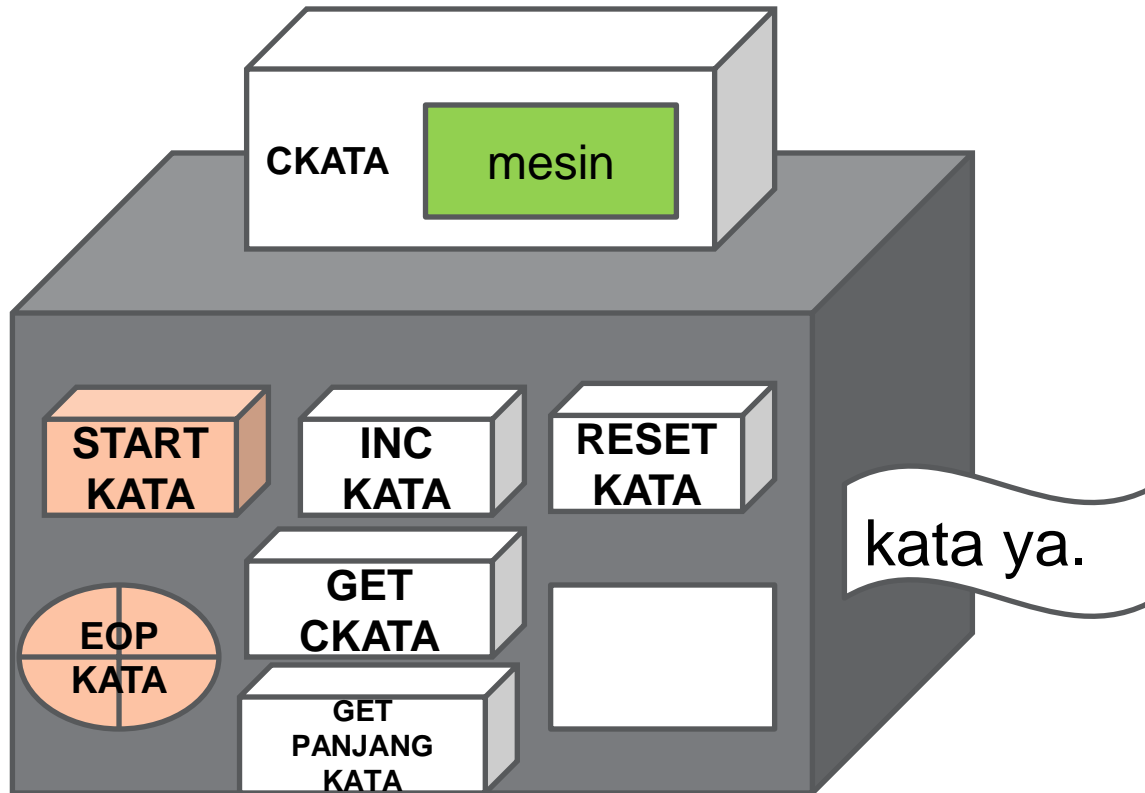 CKATA
mesin
START
KATA
INC
KATA
RESET
KATA
kata ya.
EOP
KATA
GET
CKATA
GET
PANJANG
KATA